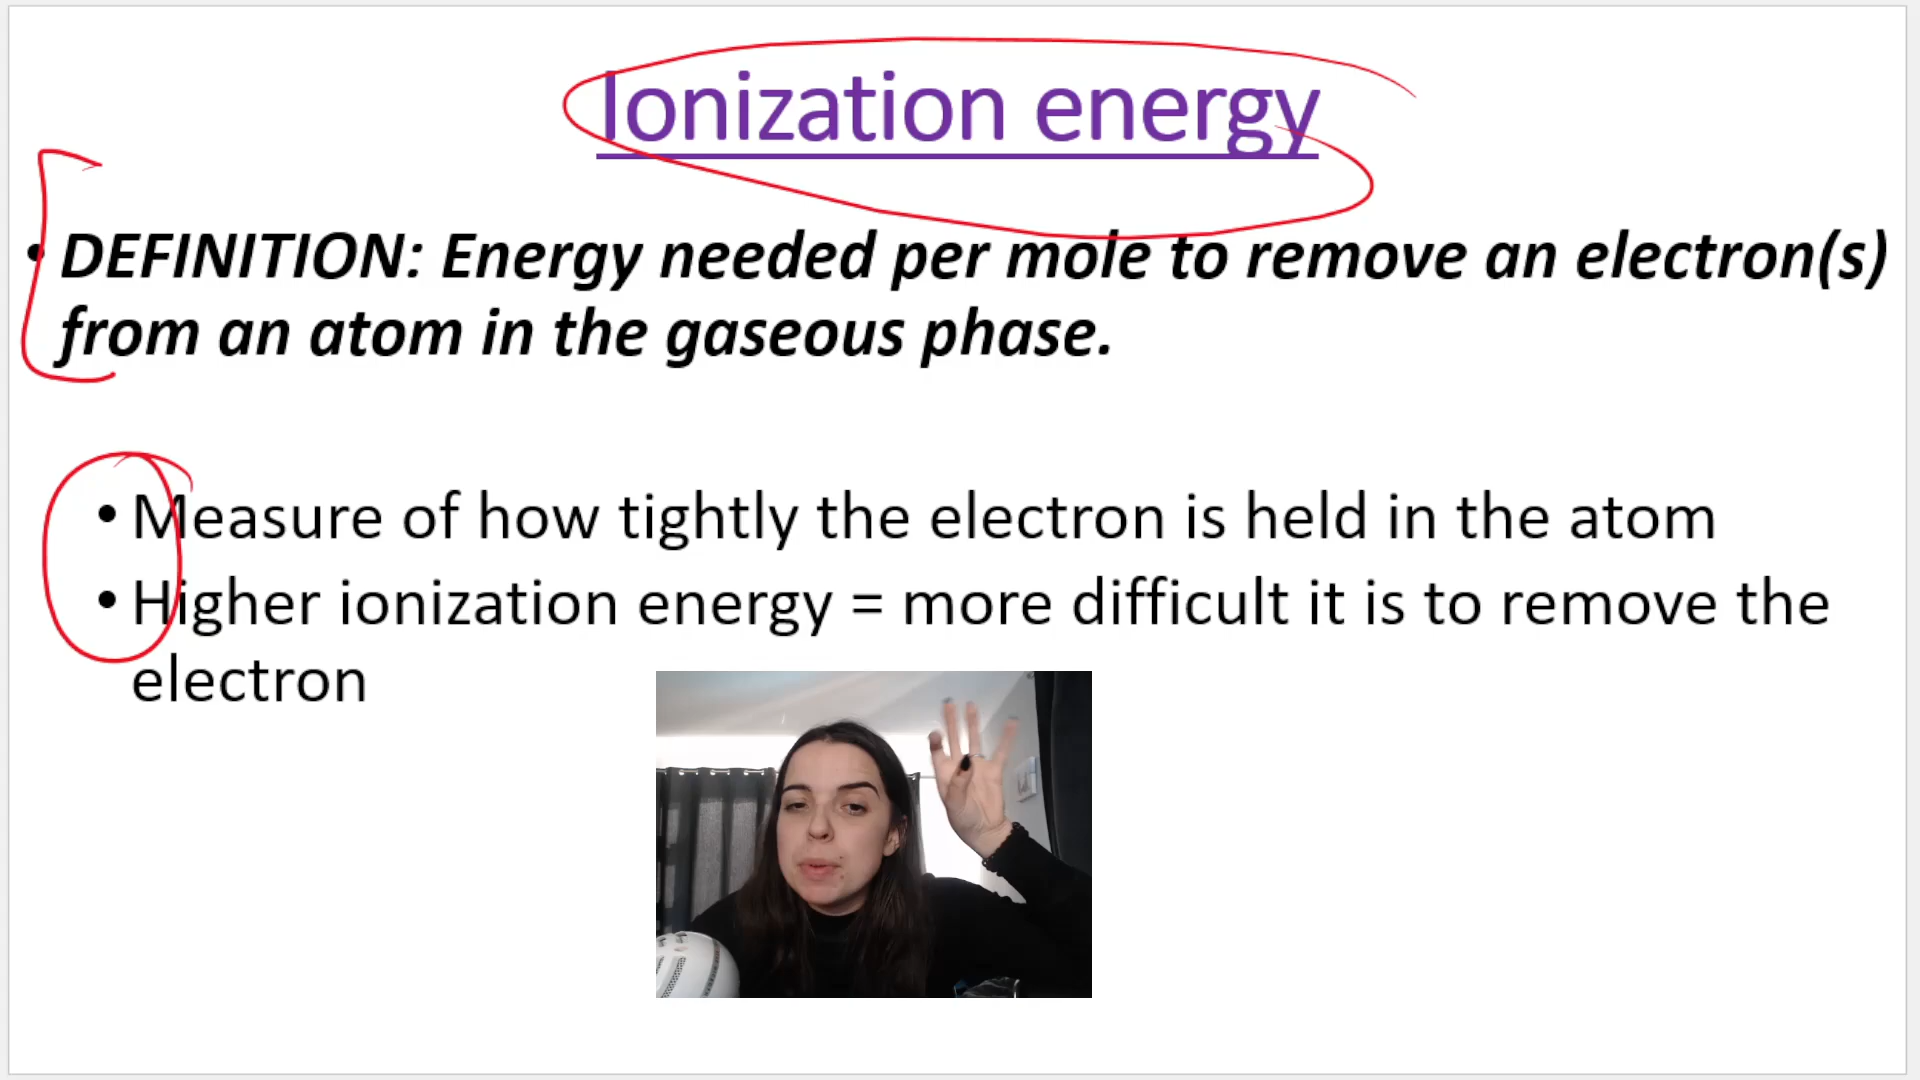 Ionization energy
• DEFINITION: Energy needed per mole to remove an electron(s)
from an atom in the gaseous phase.
• Measure of how tightly the electron is held in the atom
• Higher ionization energy = more difficult it is to remove the
electron